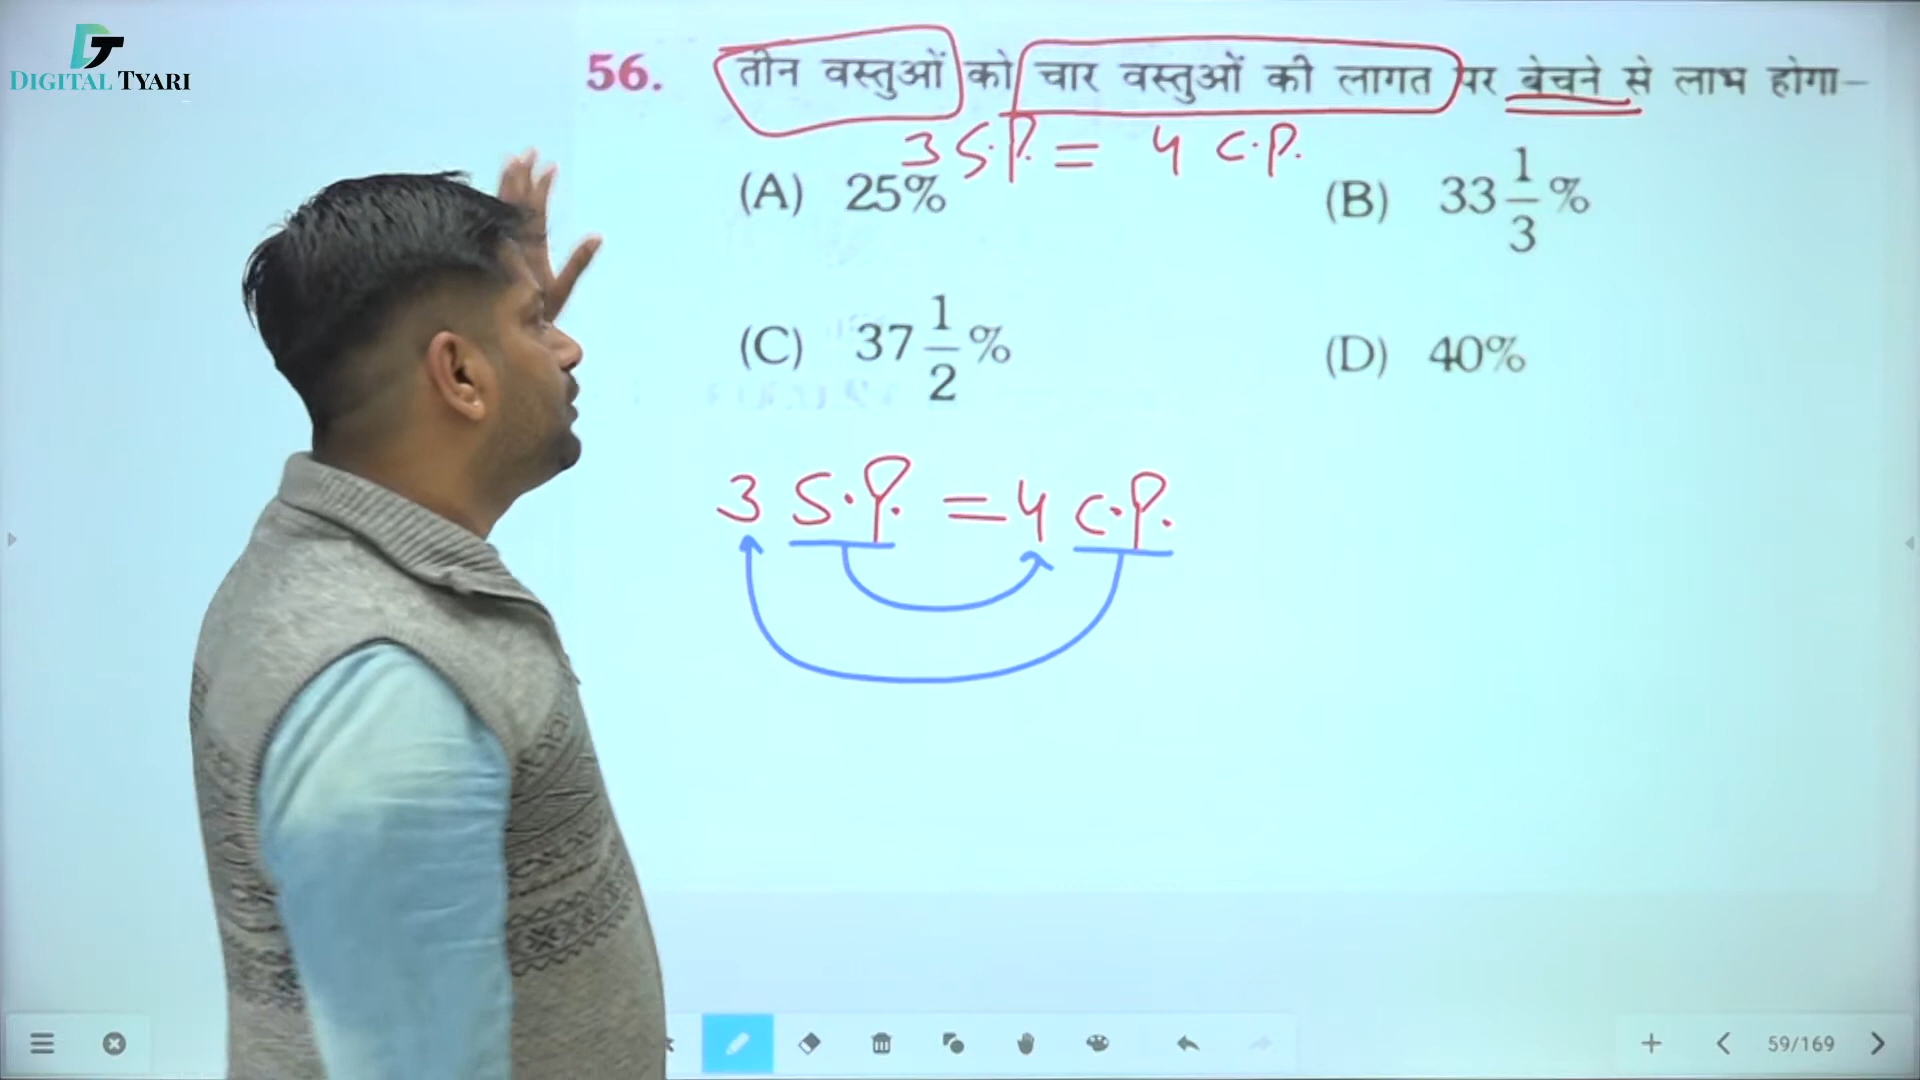 DIGITAL TYARI
56. तीन वस्तुओं को चार वस्तुओं की लागत पर बेचने से लाभ होगा–
3 S.P. = 4 C.P.
(A) 25%
(B) 33 1/3 %
(C) 37 1/2 %
(D) 40%
3 S.P. = 4 C.P.
59/169